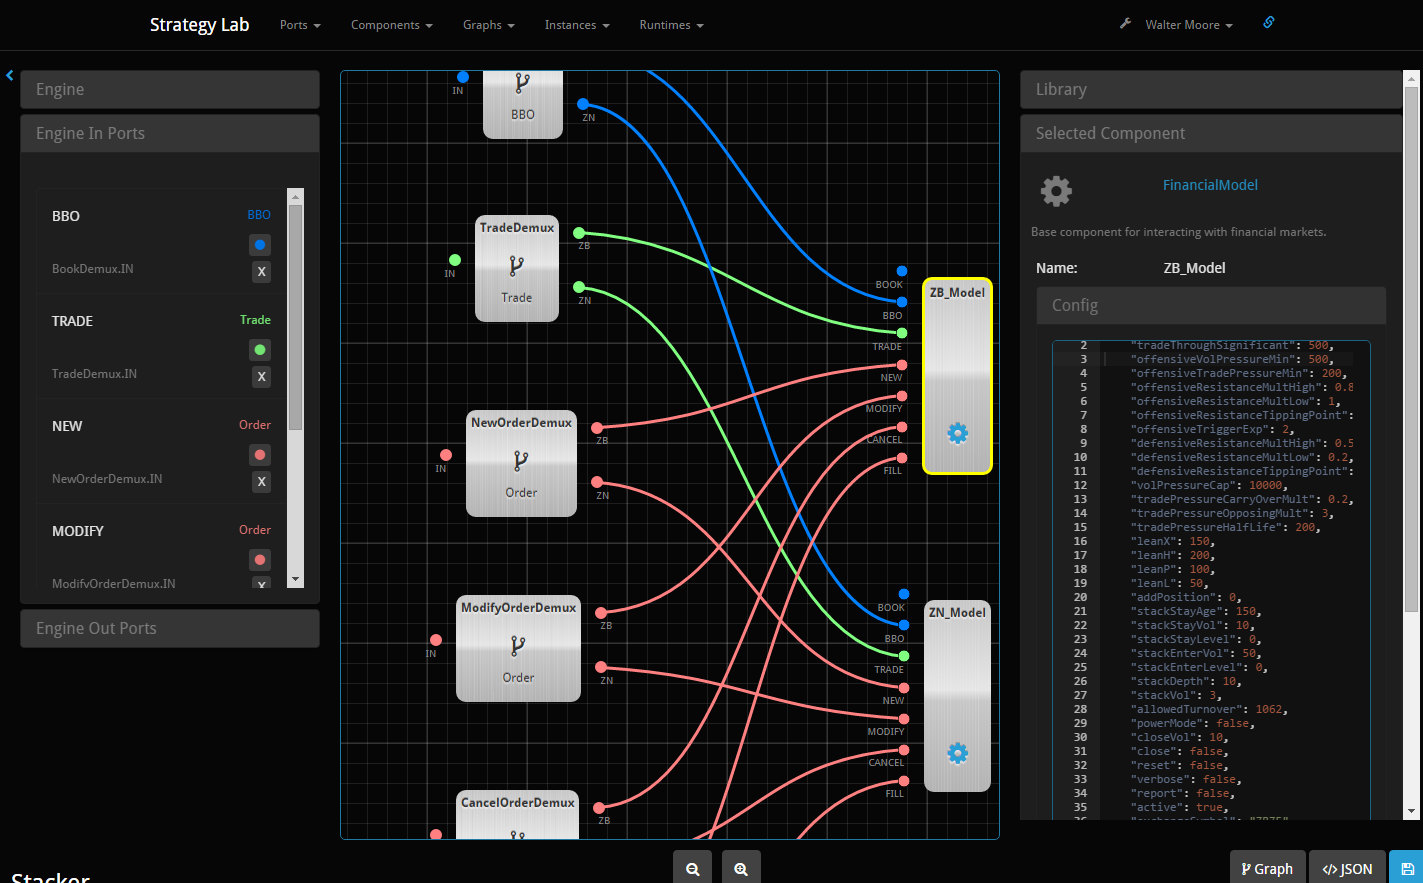 Strategy Lab
Ports
Components
Graphs
Instances
Runtimes
Walter Moore
Engine
Engine In Ports
BBO BBO
BookDemux.IN
X
TRADE Trade
TradeDemux.IN
X
NEW Order
NewOrderDemux.IN
X
MODIFY Order
ModifyOrderDemux.IN
X
Engine Out Ports
IN
BBO
ZN
TradeDemux
ZB
IN
Trade
ZN
NewOrderDemux
ZB
IN
Order
ZN
ModifyOrderDemux
ZB
IN
Order
ZN
CancelOrderDemux
ZB
BOOK
ZB_Model
BBO
TRADE
NEW
MODIFY
CANCEL
FILL
BOOK
ZN_Model
BBO
TRADE
NEW
MODIFY
CANCEL
FILL
Library
Selected Component
FinancialModel
Base component for interacting with financial markets.
Name: ZB_Model
Config
2 "tradeThroughSignificant": 500,
3 "offensiveVolPressureMin": 500,
4 "offensiveTradePressureMin": 200,
5 "offensiveResistanceMultHigh": 0.8
6 "offensiveResistanceMultLow": 1,
7 "offensiveResistanceTippingPoint":
8 "offensiveTriggerExp": 2,
9 "defensiveResistanceMultHigh": 0.5
10 "defensiveResistanceMultLow": 0.2,
11 "defensiveResistanceTippingPoint":
12 "volPressureCap": 10000,
13 "tradePressureCarryOverMult": 0.2,
14 "tradePressureOpposingMult": 3,
15 "tradePressureHalfLife": 200,
16 "leanX": 150,
17 "leanH": 200,
18 "leanP": 100,
19 "leanL": 50,
20 "addPosition": 0,
21 "stackStayAge": 150,
22 "stackStayVol": 10,
23 "stackStayLevel": 0,
24 "stackEnterVol": 50,
25 "stackEnterLevel": 0,
26 "stackDepth": 10,
27 "stackVol": 3,
28 "allowedTurnover": 1062,
29 "powerMode": false,
30 "closeVol": 10,
31 "close": false,
32 "reset": false,
33 "verbose": false,
34 "report": false,
35 "active": true,
Stacker
Graph
</> JSON